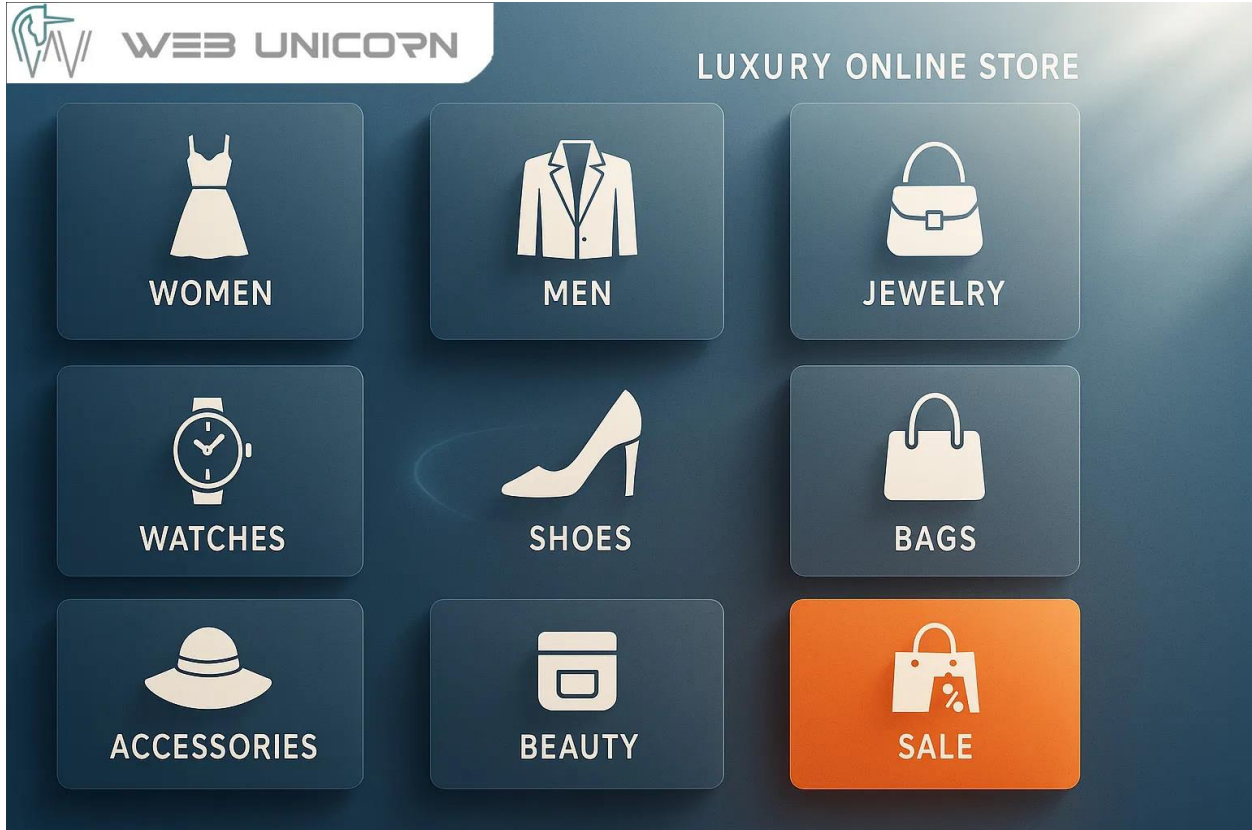 WEB UNICORN
LUXURY ONLINE STORE
WOMEN
MEN
JEWELRY
WATCHES
SHOES
BAGS
ACCESSORIES
BEAUTY
%
SALE